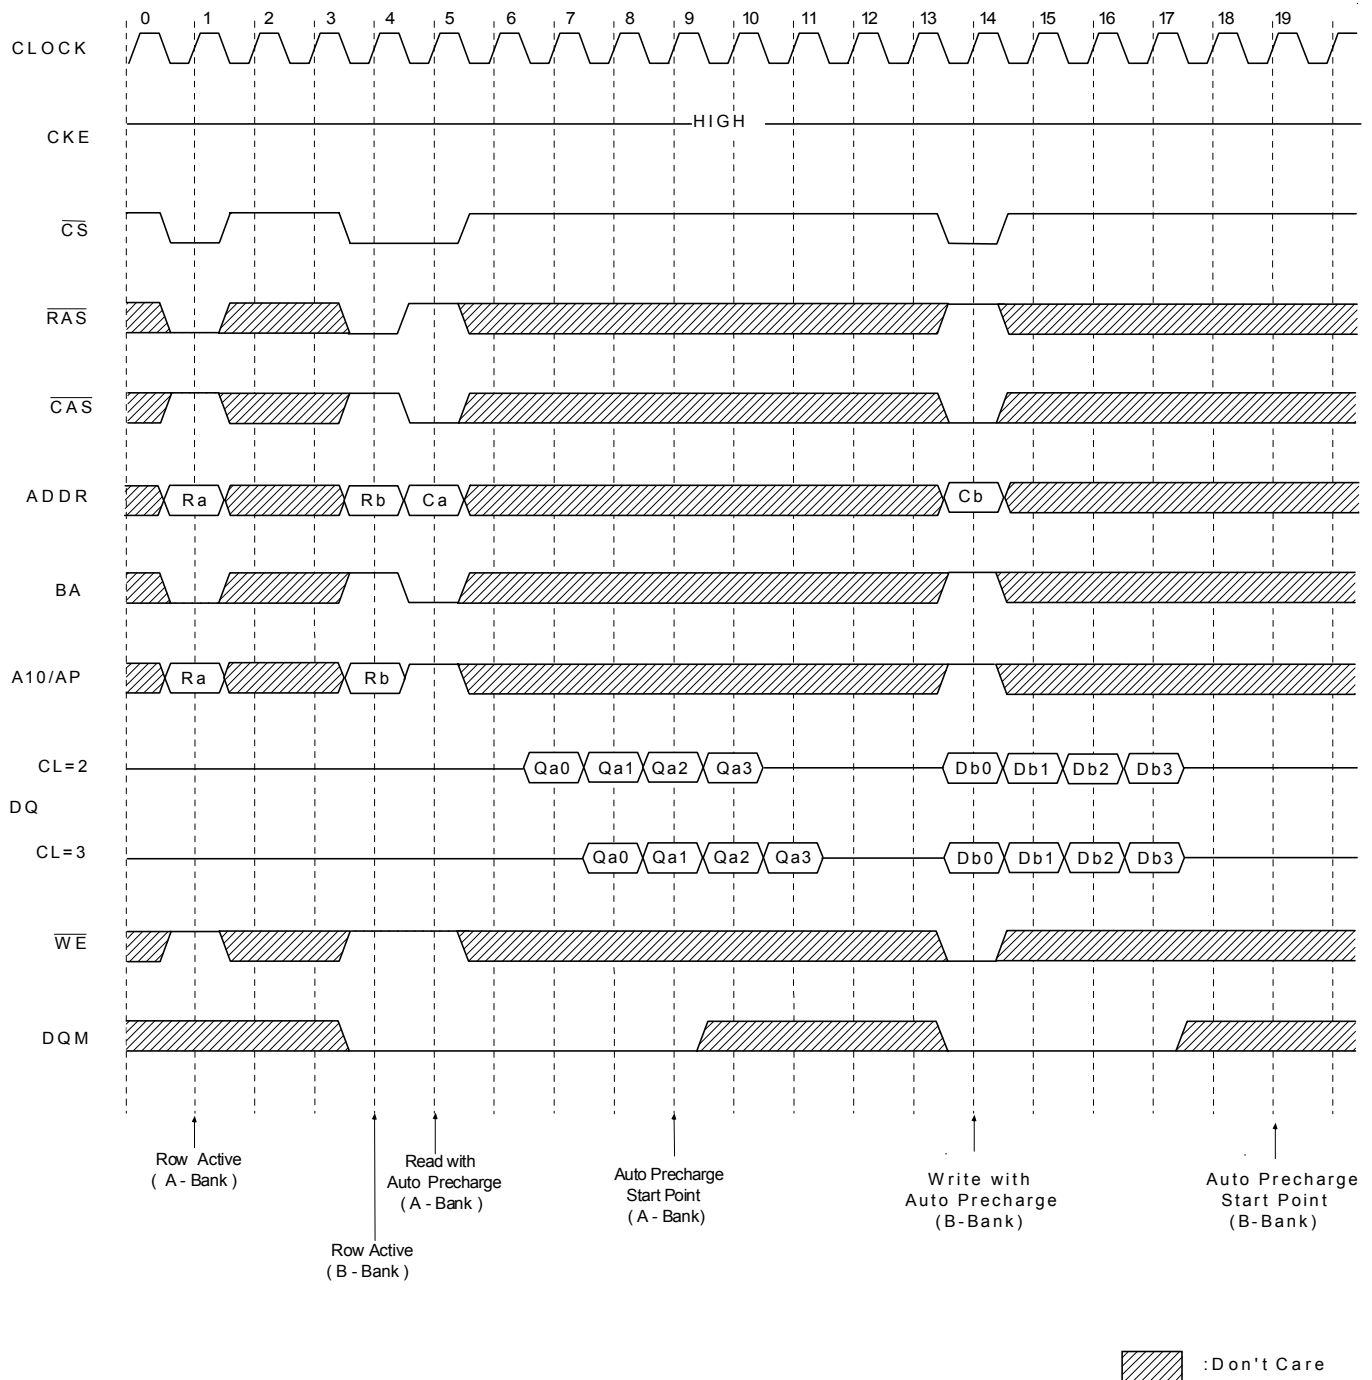 0 1 2 3 4 5 6 7 8 9 10 11 12 13 14 15 16 17 18 19
CLOCK
HIGH
CKE
CS
RAS
CAS
ADDR Ra Rb Ca Cb
BA
A10/AP Ra Rb
CL=2 Qa0 Qa1 Qa2 Qa3 Db0 Db1 Db2 Db3
DQ
CL=3 Qa0 Qa1 Qa2 Qa3 Db0 Db1 Db2 Db3
WE
DQM
Row Active
( A - Bank )
Row Active
( B - Bank )
Read with
Auto Precharge
( A - Bank )
Auto Precharge
Start Point
( A - Bank)
Write with
Auto Precharge
(B-Bank)
Auto Precharge
Start Point
(B-Bank)
:Don't Care